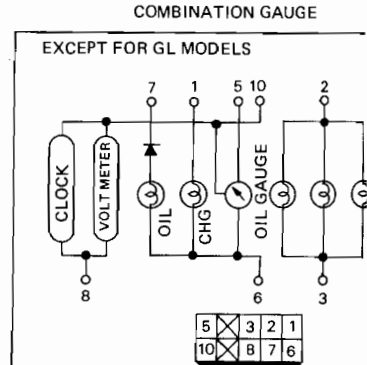 COMBINATION GAUGE
EXCEPT FOR GL MODELS
7 1 5 10 2
CLOCK
VOLT METER
OIL
CHG
OIL GAUGE
8 6 3
5 3 2 1
10 8 7 6